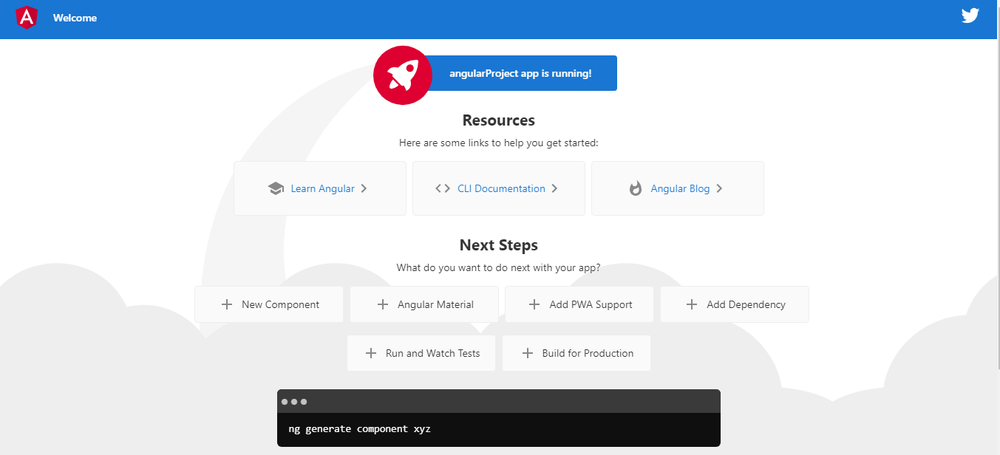 Welcome
angularProject app is running!
Resources
Here are some links to help you get started:
Learn Angular
CLI Documentation
Angular Blog
Next Steps
What do you want to do next with your app?
New Component
Angular Material
Add PWA Support
Add Dependency
Run and Watch Tests
Build for Production
ng generate component xyz